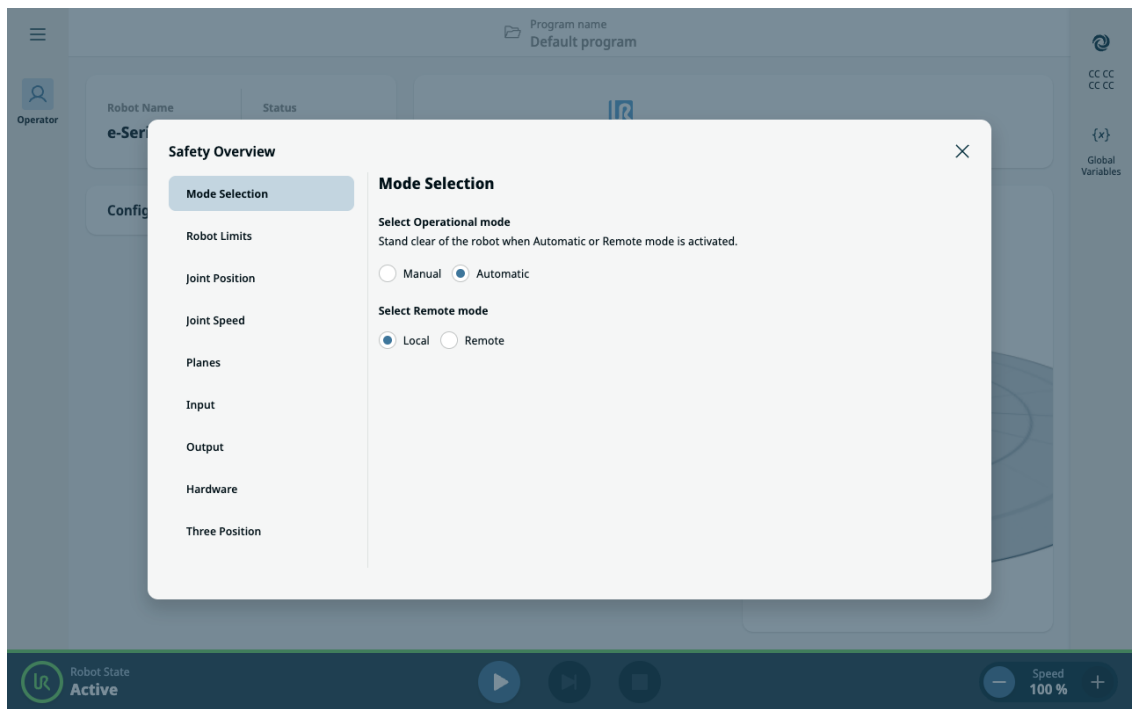 Program name
Default program
Operator
Robot Name
Status
e-Seri
Config
CC CC
CC CC
{x}
Global
Variables
Safety Overview
Mode Selection
Robot Limits
Joint Position
Joint Speed
Planes
Input
Output
Hardware
Three Position
Mode Selection
Select Operational mode
Stand clear of the robot when Automatic or Remote mode is activated.
Manual Automatic
Select Remote mode
Local Remote
Robot State
Active
Speed
100 %